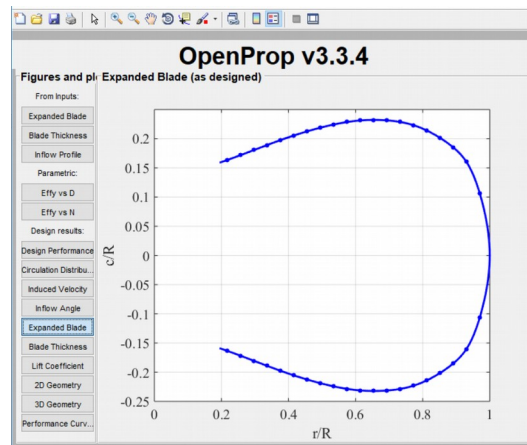 OpenProp v3.3.4
Figures and pl
Expanded Blade (as designed)
From Inputs:
Expanded Blade
Blade Thickness
Inflow Profile
Parametric:
Effy vs D
Effy vs N
Design results:
Design Performance
Circulation Distribu...
Induced Velocity
Inflow Angle
Expanded Blade
Blade Thickness
Lift Coefficient
2D Geometry
3D Geometry
Performance Curv...
c/R
0.2
0.15
0.1
0.05
0
-0.05
-0.1
-0.15
-0.2
-0.25
0 0.2 0.4 0.6 0.8 1
r/R